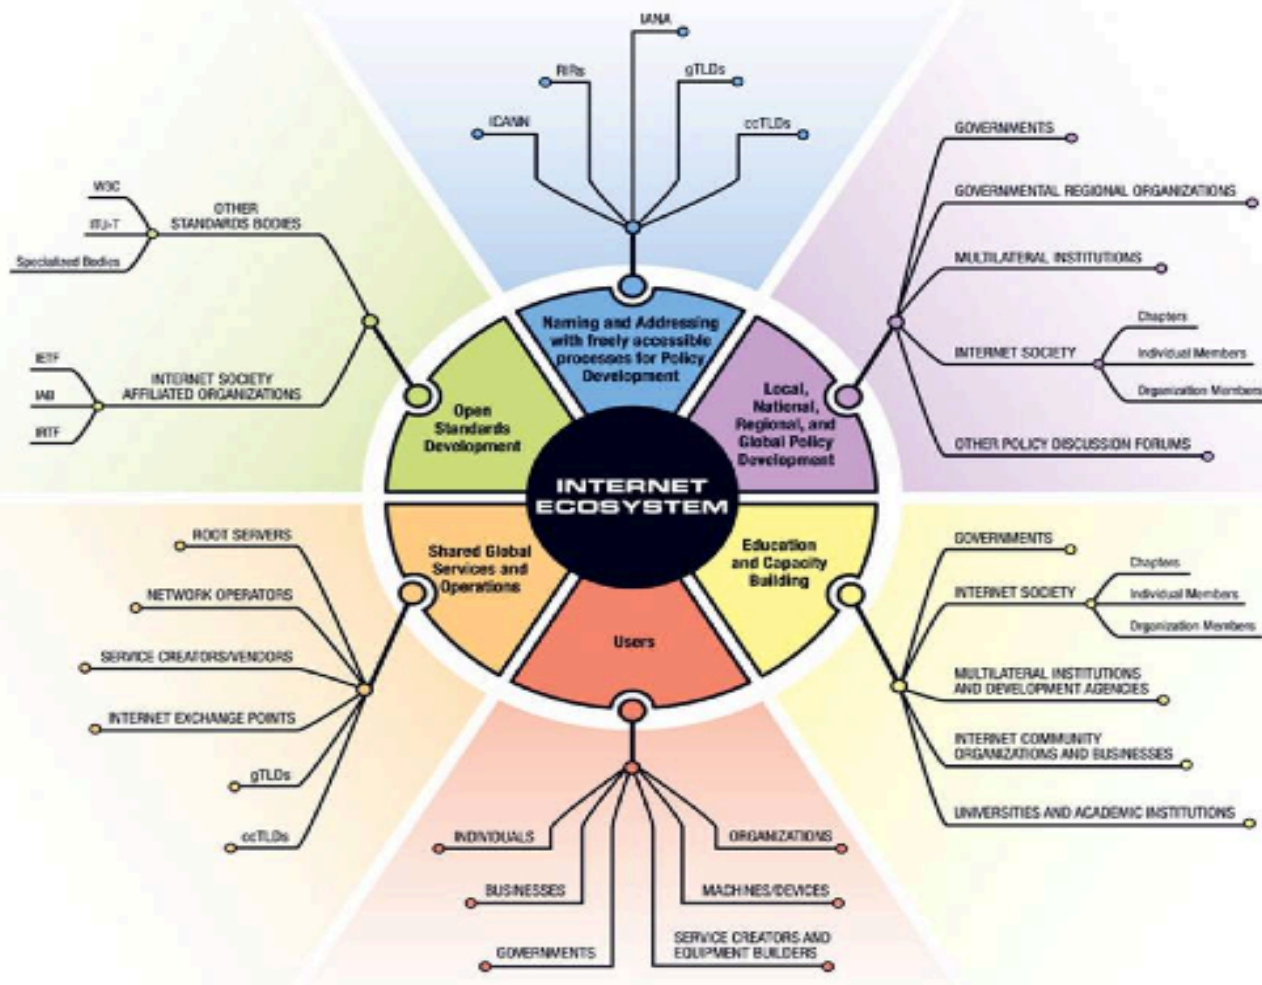 IANA
RIRs
gTLDs
ICANN
ccTLDs
W3C
ITU-T
Specialized Bodies
OTHER
STANDARDS BODIES
IETF
IAB
IRTF
INTERNET SOCIETY
AFFILIATED ORGANIZATIONS
GOVERNMENTS
GOVERNMENTAL REGIONAL ORGANIZATIONS
MULTILATERAL INSTITUTIONS
INTERNET SOCIETY
Chapters
Individual Members
Organization Members
OTHER POLICY DISCUSSION FORUMS
Naming and Addressing
with freely accessible
processes for Policy
Development
Open
Standards
Development
Local,
National,
Regional, and
Global Policy
Development
INTERNET
ECOSYSTEM
Shared Global
Services and
Operations
Users
Education
and Capacity
Building
ROOT SERVERS
NETWORK OPERATORS
SERVICE CREATORS/VENDORS
INTERNET EXCHANGE POINTS
gTLDs
ccTLDs
GOVERNMENTS
INTERNET SOCIETY
Chapters
Individual Members
Organization Members
MULTILATERAL INSTITUTIONS
AND DEVELOPMENT AGENCIES
INTERNET COMMUNITY
ORGANIZATIONS AND BUSINESSES
UNIVERSITIES AND ACADEMIC INSTITUTIONS
INDIVIDUALS
BUSINESSES
GOVERNMENTS
ORGANIZATIONS
MACHINES/DEVICES
SERVICE CREATORS AND
EQUIPMENT BUILDERS